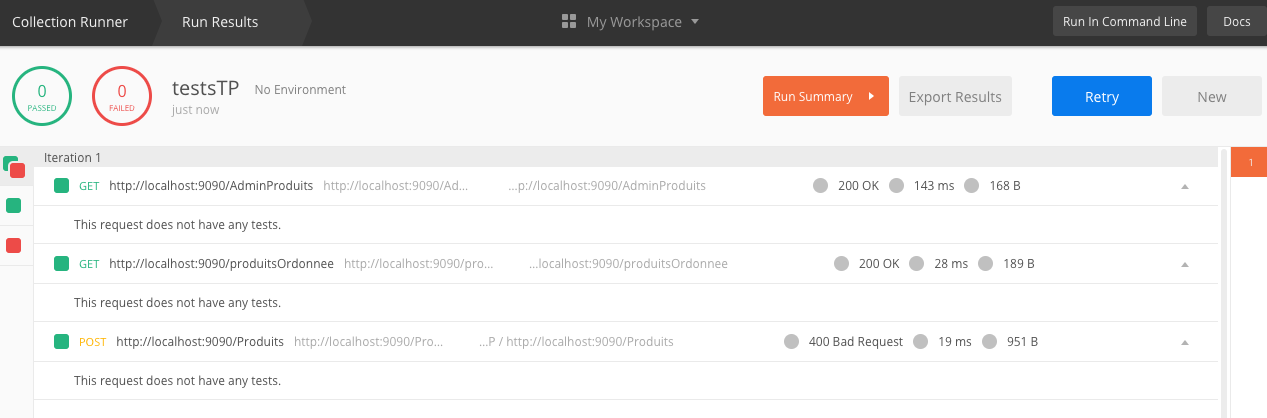 Collection Runner Run Results My Workspace Run In Command Line Docs
0 PASSED 0 FAILED testsTP No Environment Run Summary Export Results Retry New
just now
Iteration 1 1
GET http://localhost:9090/AdminProduits http://localhost:9090/Ad... ...p://localhost:9090/AdminProduits 200 OK 143 ms 168 B
This request does not have any tests.
GET http://localhost:9090/produitsOrdonnee http://localhost:9090/pro... ...localhost:9090/produitsOrdonnee 200 OK 28 ms 189 B
This request does not have any tests.
POST http://localhost:9090/Produits http://localhost:9090/Pro... ...P / http://localhost:9090/Produits 400 Bad Request 19 ms 951 B
This request does not have any tests.